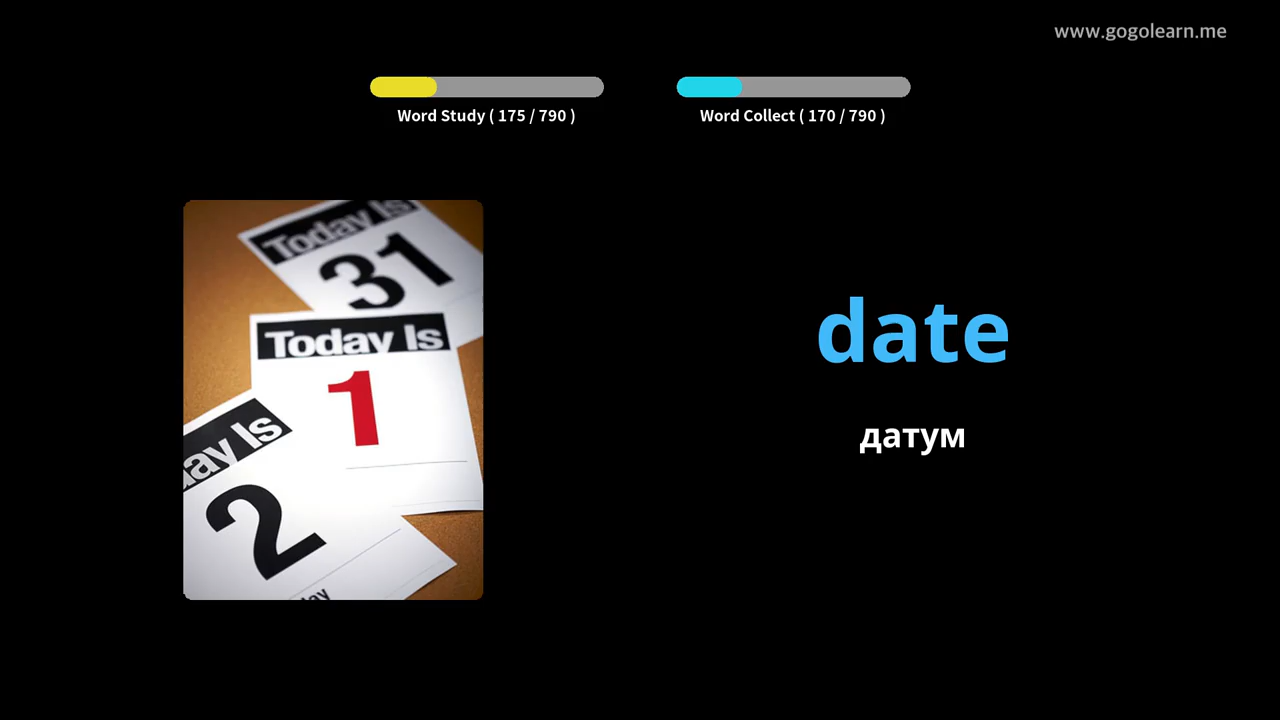 www.gogolearn.me
Word Study ( 175 / 790 )
Word Collect ( 170 / 790 )
Today Is
31
Today Is
1
ay Is
2
day
date
датум